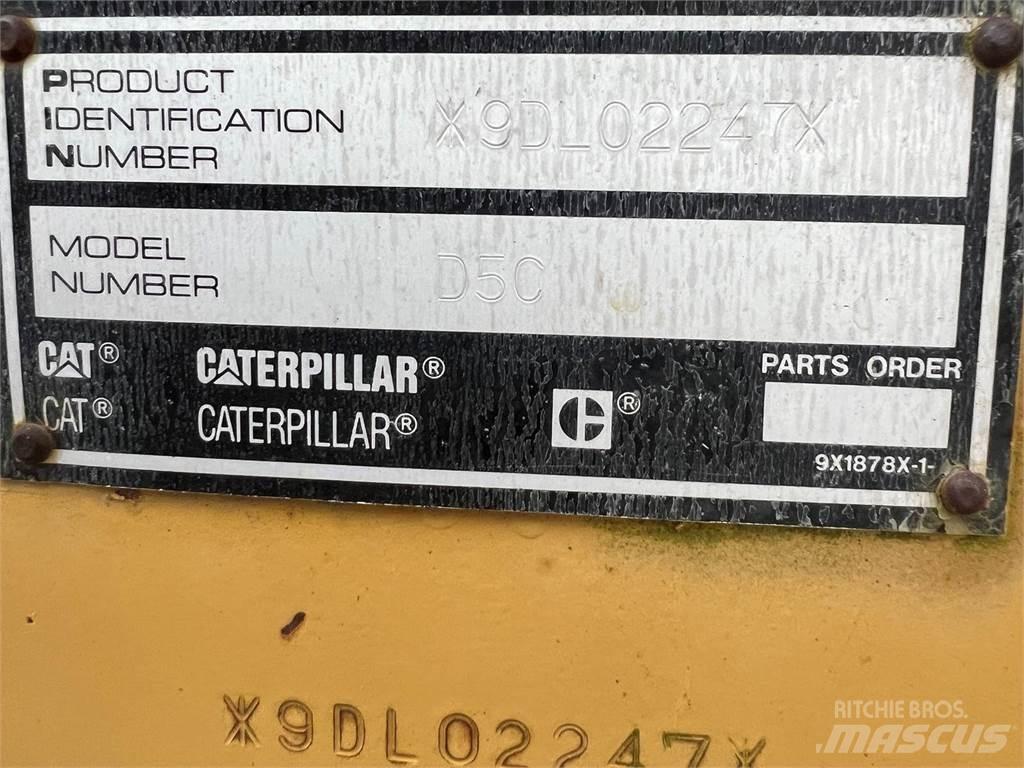 PRODUCT
IDENTIFICATION
NUMBER
X9DL02247X
MODEL
NUMBER
D5C
CAT® CATERPILLAR®
CAT® CATERPILLAR®
C®
PARTS ORDER
9X1878X-1-
X9DL02247X
RITCHIE BROS.
MASCUS